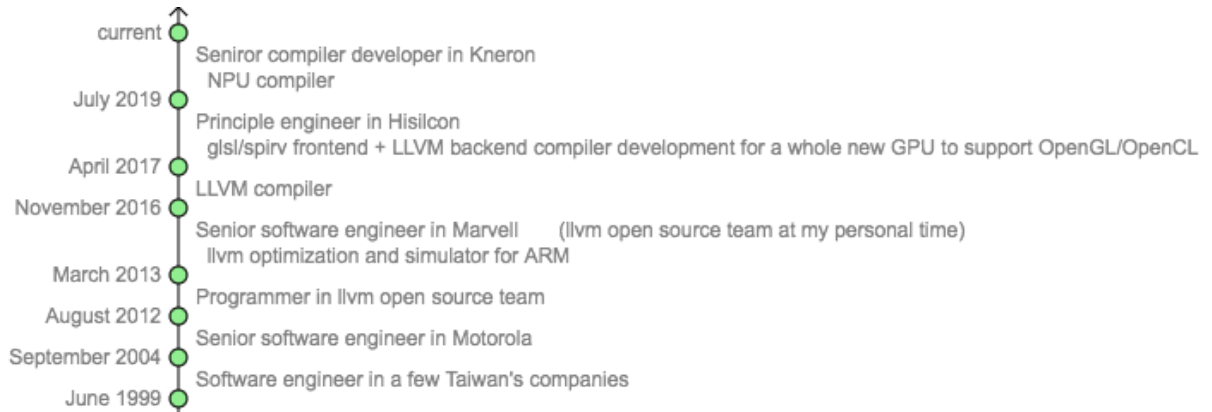 current
Seniror compiler developer in Kneron
NPU compiler
July 2019
Principle engineer in Hisilcon
glsl/spirv frontend + LLVM backend compiler development for a whole new GPU to support OpenGL/OpenCL
April 2017
LLVM compiler
November 2016
Senior software engineer in Marvell (llvm open source team at my personal time)
llvm optimization and simulator for ARM
March 2013
Programmer in llvm open source team
August 2012
Senior software engineer in Motorola
September 2004
Software engineer in a few Taiwan's companies
June 1999